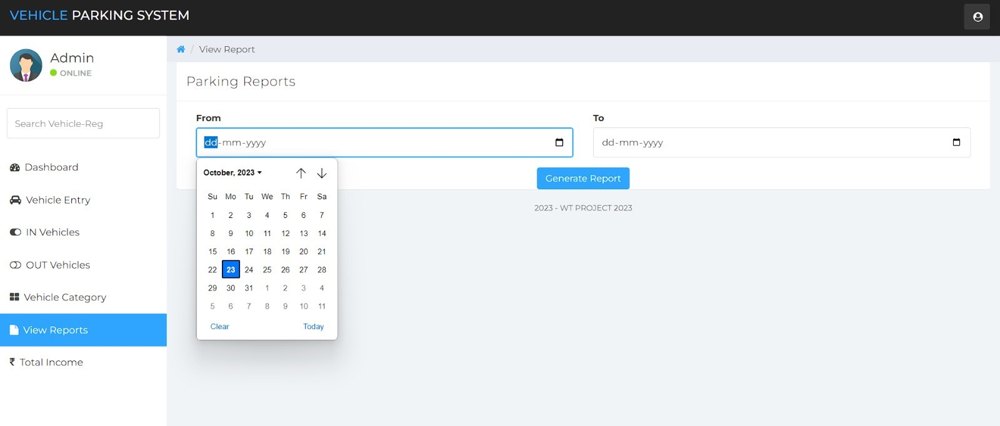 VEHICLE PARKING SYSTEM
Admin
ONLINE
Search Vehicle-Reg
Dashboard
Vehicle Entry
IN Vehicles
OUT Vehicles
Vehicle Category
View Reports
₹ Total Income
/ View Report
Parking Reports
From
dd-mm-yyyy
To
dd-mm-yyyy
October, 2023
Su Mo Tu We Th Fr Sa
1 2 3 4 5 6 7
8 9 10 11 12 13 14
15 16 17 18 19 20 21
22 23 24 25 26 27 28
29 30 31 1 2 3 4
5 6 7 8 9 10 11
Clear Today
Generate Report
2023 - WT PROJECT 2023